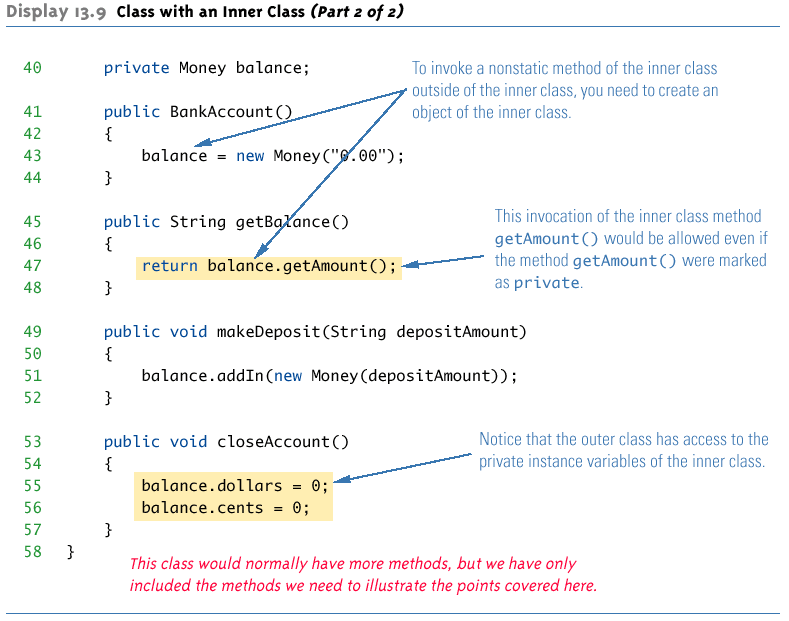 Display 13.9 Class with an Inner Class (Part 2 of 2)
40 private Money balance;
To invoke a nonstatic method of the inner class
outside of the inner class, you need to create an
object of the inner class.
41 public BankAccount()
42 {
43 balance = new Money("0.00");
44 }
45 public String getBalance()
46 {
47 return balance.getAmount();
48 }
This invocation of the inner class method
getAmount() would be allowed even if
the method getAmount() were marked
as private.
49 public void makeDeposit(String depositAmount)
50 {
51 balance.addIn(new Money(depositAmount));
52 }
53 public void closeAccount()
54 {
55 balance.dollars = 0;
56 balance.cents = 0;
57 }
58 }
Notice that the outer class has access to the
private instance variables of the inner class.
This class would normally have more methods, but we have only
included the methods we need to illustrate the points covered here.